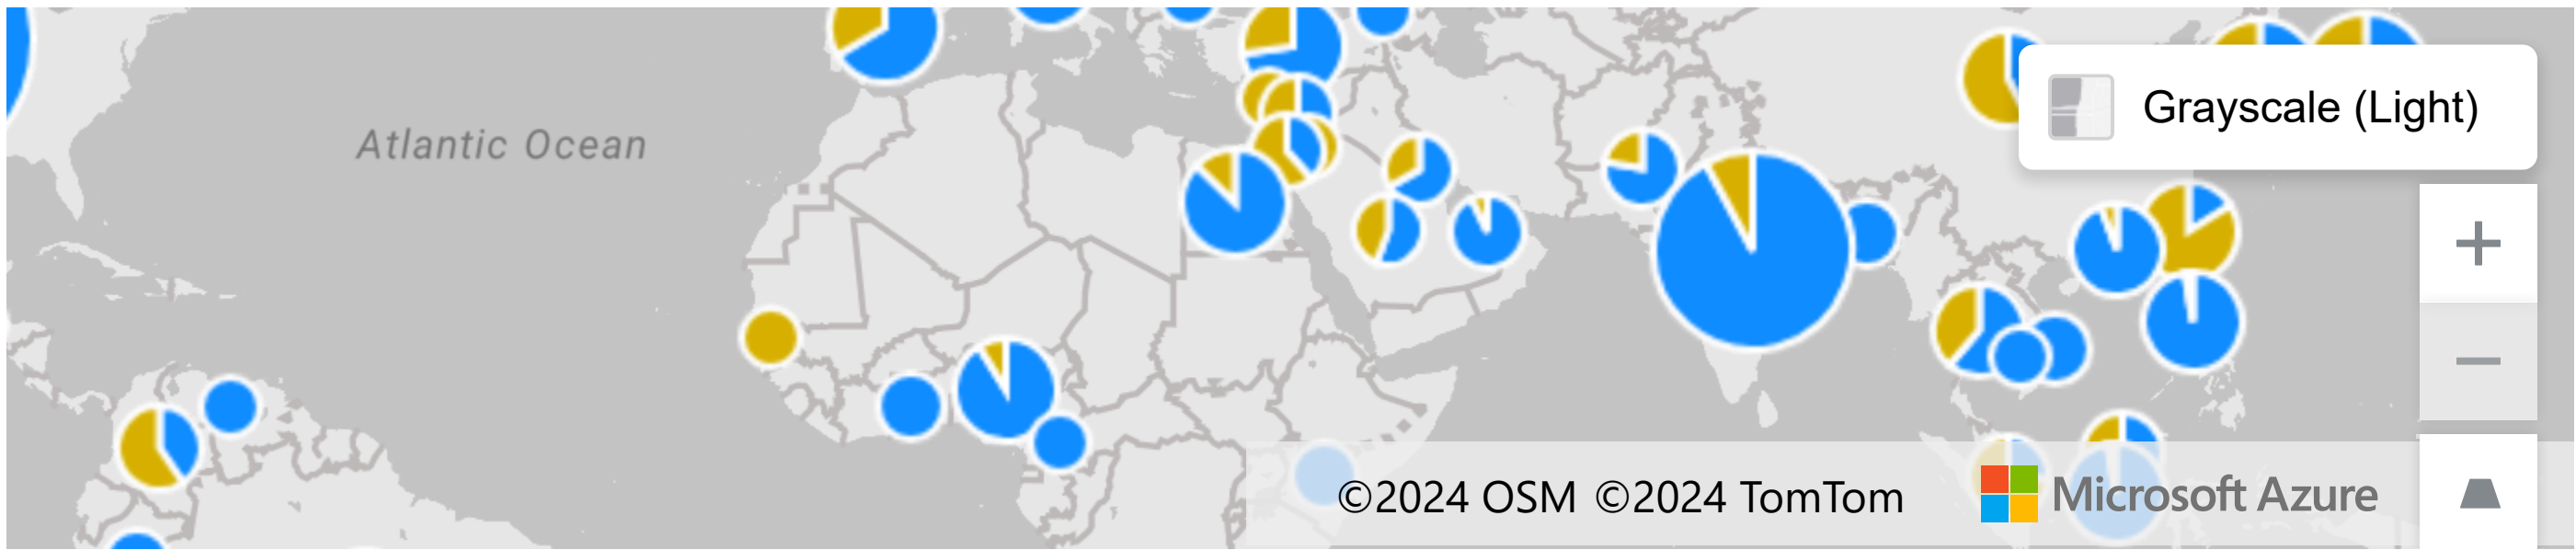 Atlantic Ocean
Grayscale (Light)
©2024 OSM ©2024 TomTom
Microsoft Azure